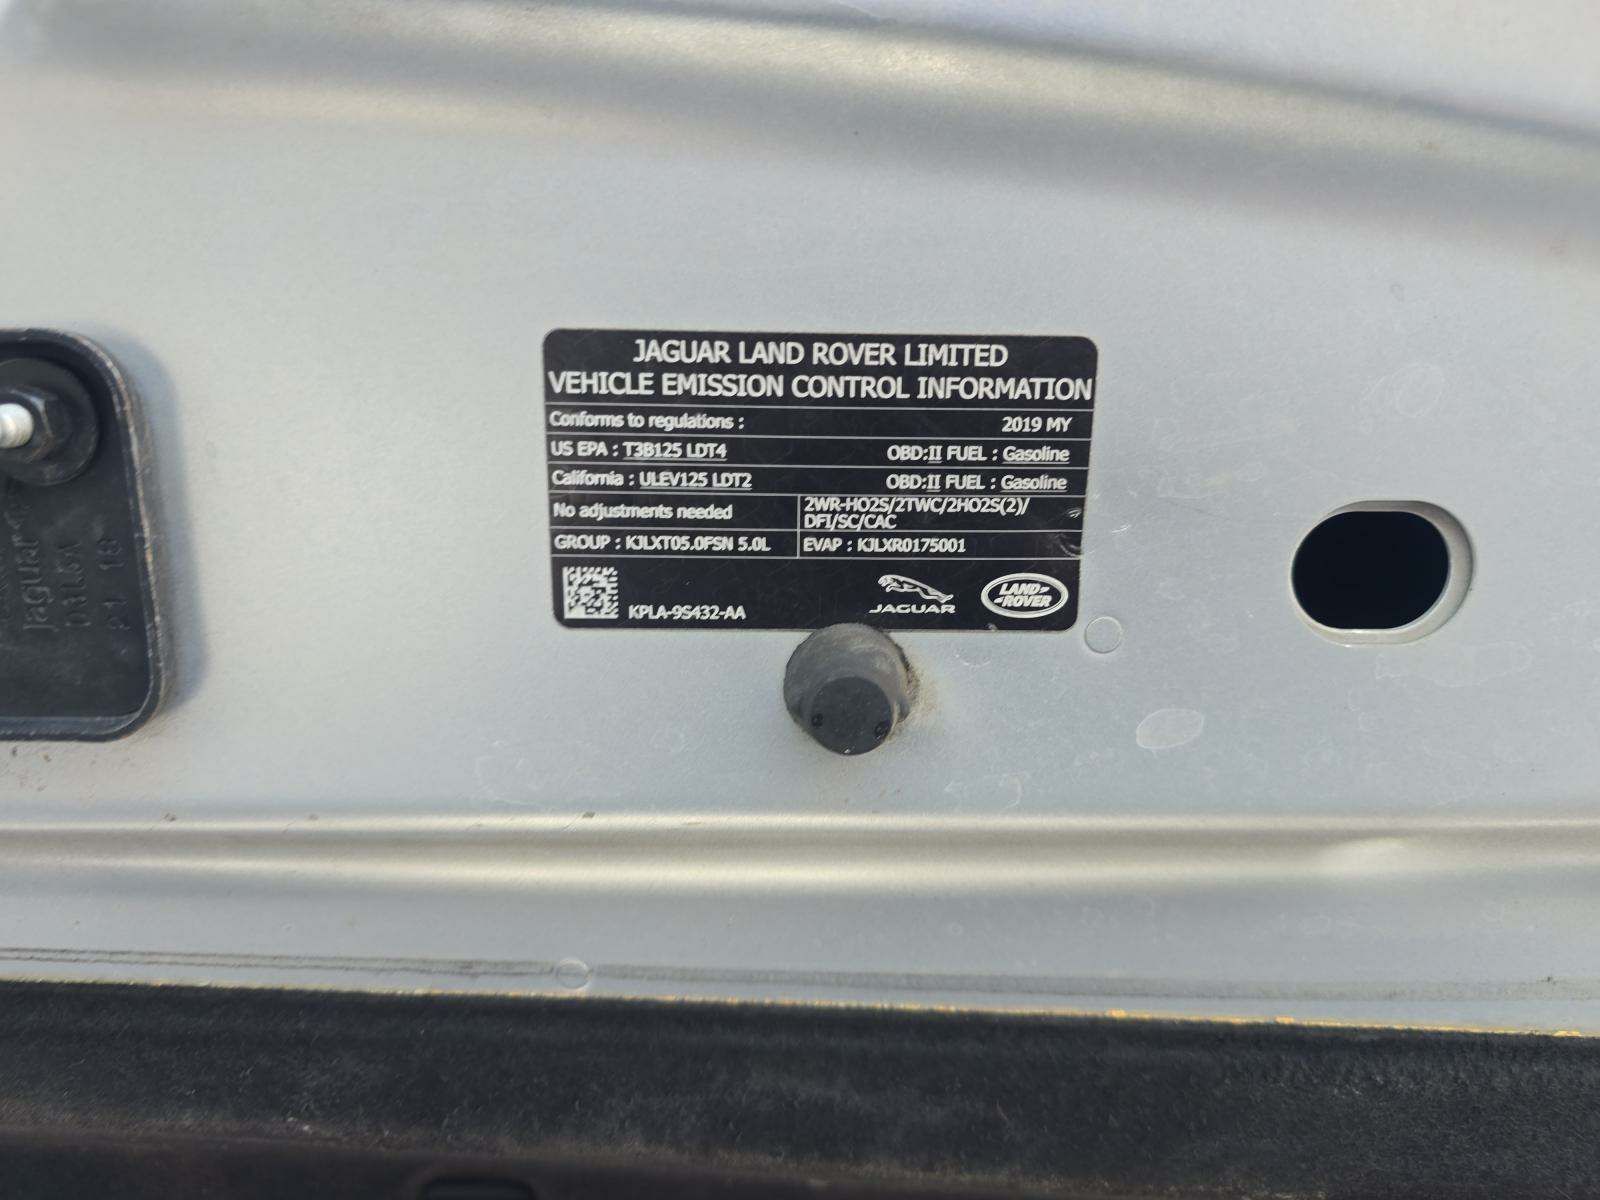 JAGUAR LAND ROVER LIMITED
VEHICLE EMISSION CONTROL INFORMATION
Conforms to regulations : 2019 MY
US EPA : T3B125 LDT4 OBD:II FUEL : Gasoline
California : ULEV125 LDT2 OBD:II FUEL : Gasoline
No adjustments needed 2WR-HO2S/2TWC/2HO2S(2)/
DFI/SC/CAC
GROUP : KJLXT05.0FSN 5.0L EVAP : KJLXR0175001
KPLA-9S432-AA
JAGUAR
LAND-
-ROVER
Jaguar